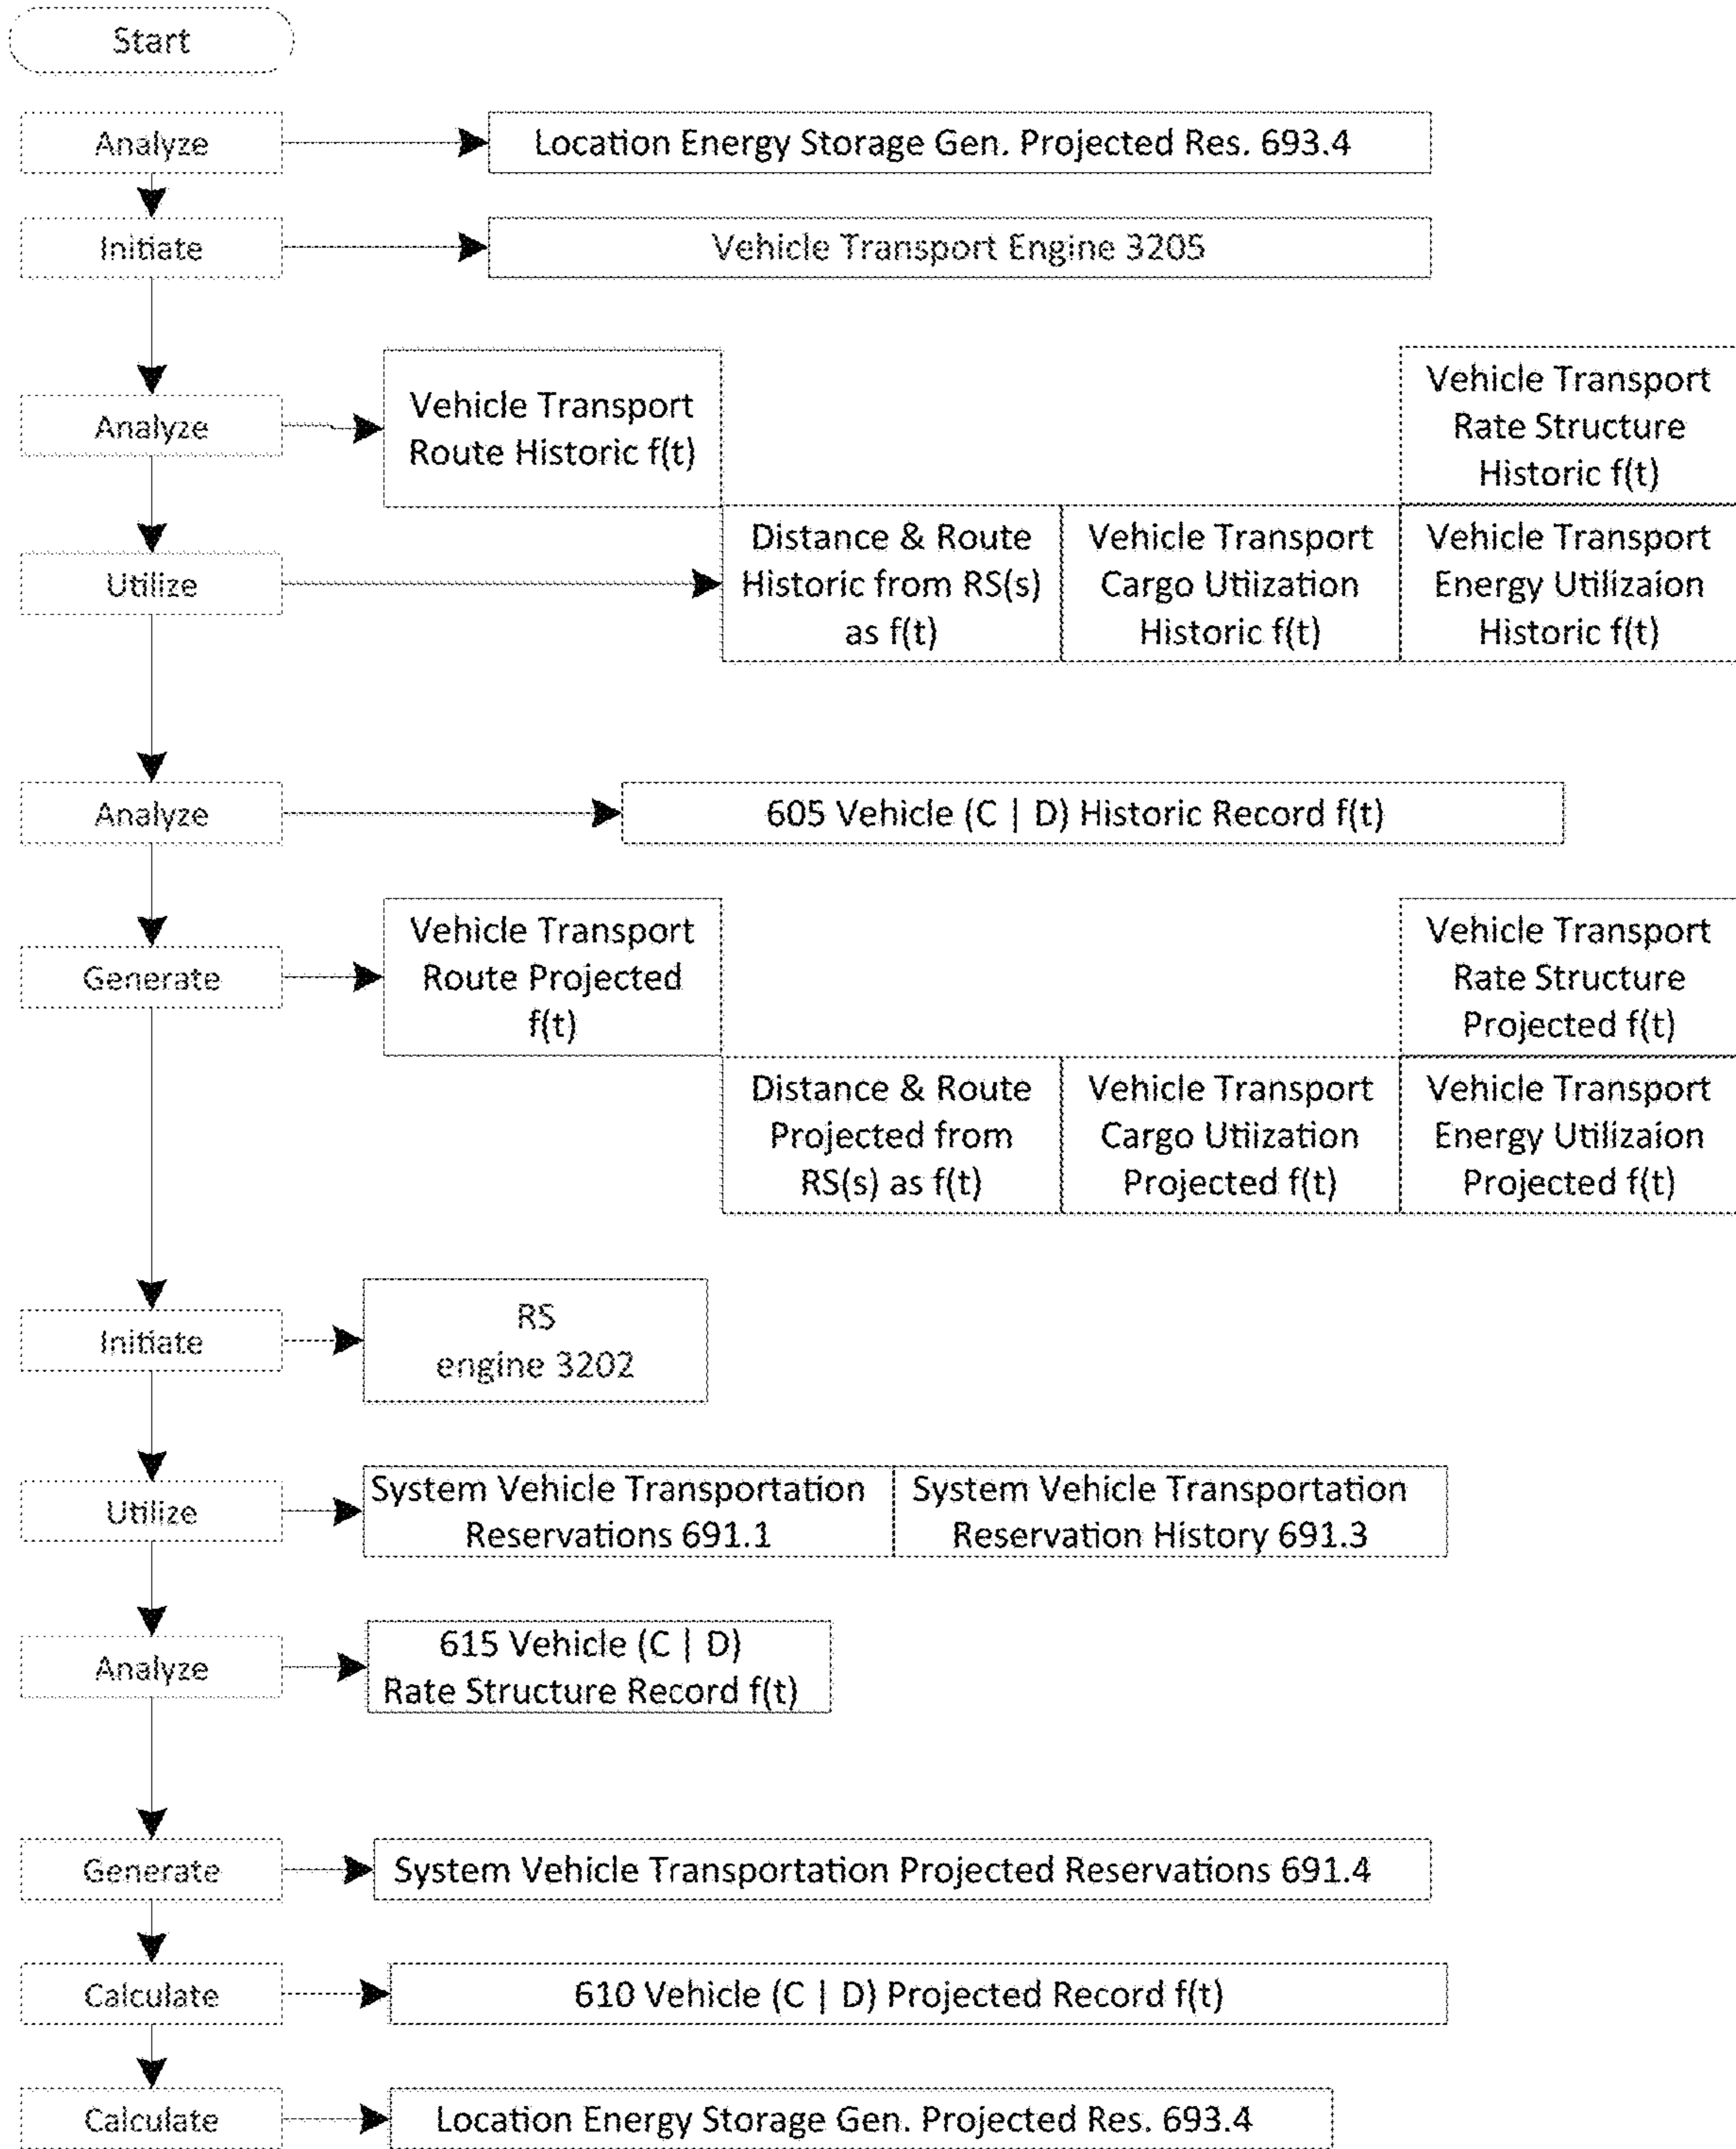 Start
Analyze
Location Energy Storage Gen. Projected Res. 693.4
Initiate
Vehicle Transport Engine 3205
Analyze
Vehicle Transport
Route Historic f(t)
Vehicle Transport
Rate Structure
Historic f(t)
Utilize
Distance & Route
Historic from RS(s)
as f(t)
Vehicle Transport
Cargo Utiization
Historic f(t)
Vehicle Transport
Energy Utilizaion
Historic f(t)
Analyze
605 Vehicle (C | D) Historic Record f(t)
Generate
Vehicle Transport
Route Projected
f(t)
Vehicle Transport
Rate Structure
Projected f(t)
Distance & Route
Projected from
RS(s) as f(t)
Vehicle Transport
Cargo Utiization
Projected f(t)
Vehicle Transport
Energy Utilizaion
Projected f(t)
Initiate
RS
engine 3202
Utilize
System Vehicle Transportation
Reservations 691.1
System Vehicle Transportation
Reservation History 691.3
Analyze
615 Vehicle (C | D)
Rate Structure Record f(t)
Generate
System Vehicle Transportation Projected Reservations 691.4
Calculate
610 Vehicle (C | D) Projected Record f(t)
Calculate
Location Energy Storage Gen. Projected Res. 693.4